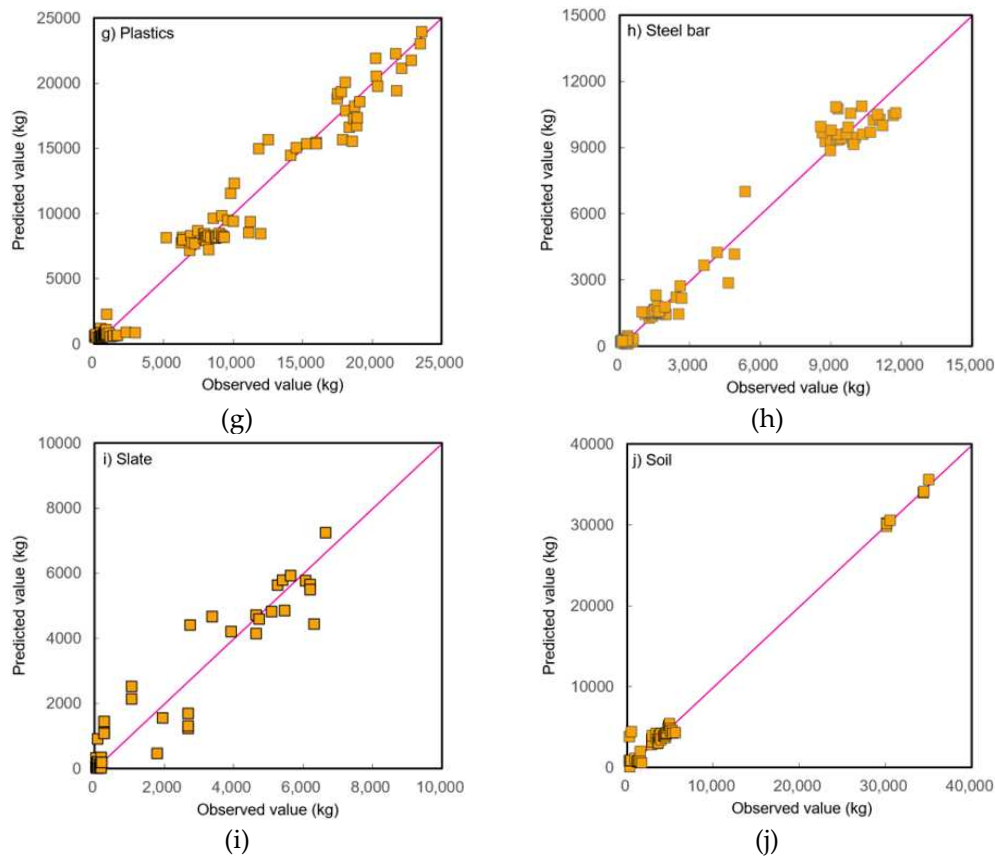 g) Plastics
Predicted value (kg)
25000
20000
15000
10000
5000
0
0
5,000
10,000
15,000
20,000
25,000
Observed value (kg)
(g)
h) Steel bar
Predicted value (kg)
15000
12000
9000
6000
3000
0
0
3,000
6,000
9,000
12,000
15,000
Observed value (kg)
(h)
i) Slate
Predicted value (kg)
10000
8000
6000
4000
2000
0
0
2,000
4,000
6,000
8,000
10,000
Observed value (kg)
(i)
j) Soil
Predicted value (kg)
40000
30000
20000
10000
0
0
10,000
20,000
30,000
40,000
Observed value (kg)
(j)